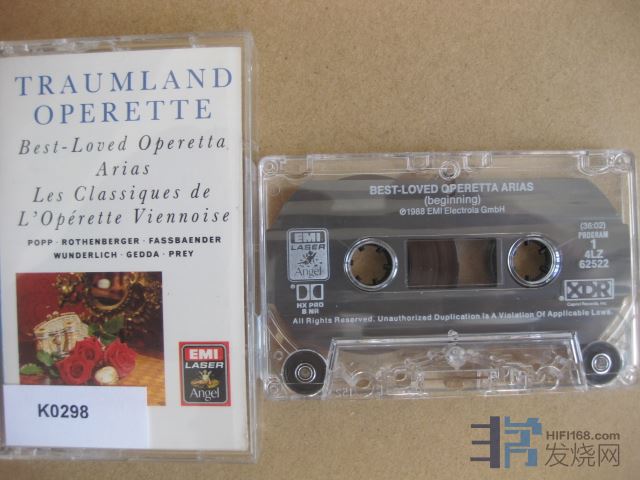 TRAUMLAND
OPERETTE
Best-Loved Operetta
Arias
Les Classiques de
L'Opérette Viennoise
POPP · ROTHENBERGER · FASSBAENDER
WUNDERLICH · GEDDA · PREY
EMI
LASER
Angel
K0298
BEST-LOVED OPERETTA ARIAS
(beginning)
℗1988 EMI Electrola GmbH
EMI
LASER
Angel
HX PRO
B NR
(36:02)
PROGRAM
1
4LZ
62522
XDR
Capitol Records, Inc.
All Rights Reserved. Unauthorized Duplication Is A Violation Of Applicable Laws.
HIFI168.com
发烧网